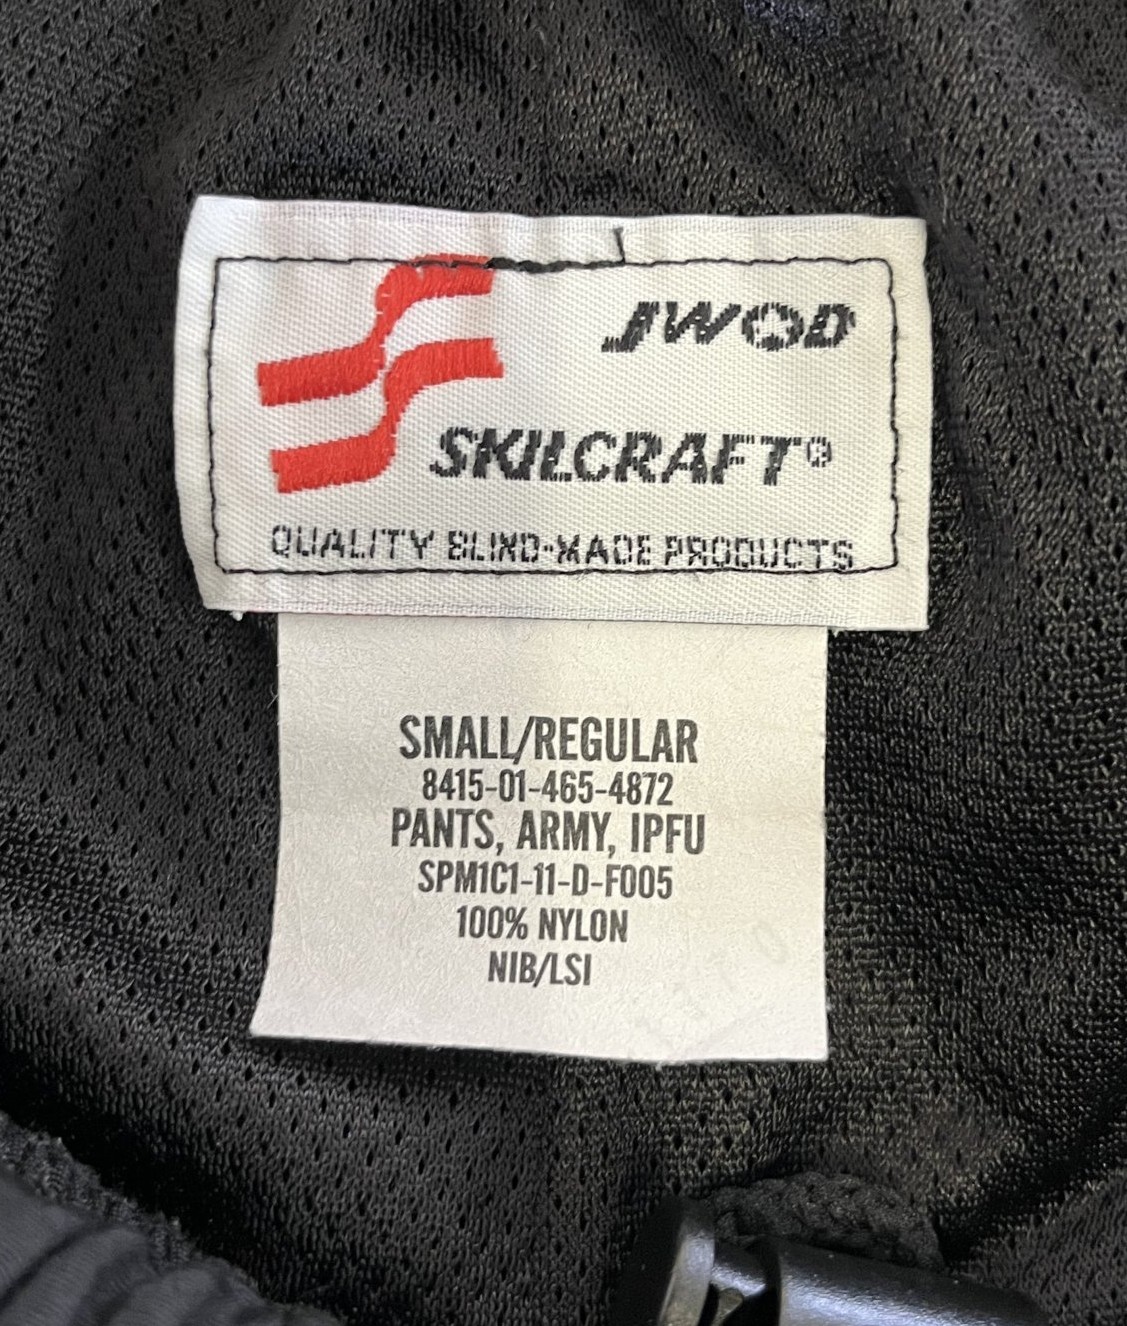 JWOD
SKILCRAFT®
QUALITY BLIND-MADE PRODUCTS
SMALL/REGULAR
8415-01-465-4872
PANTS, ARMY, IPFU
SPM1C1-11-D-F005
100% NYLON
NIB/LSI